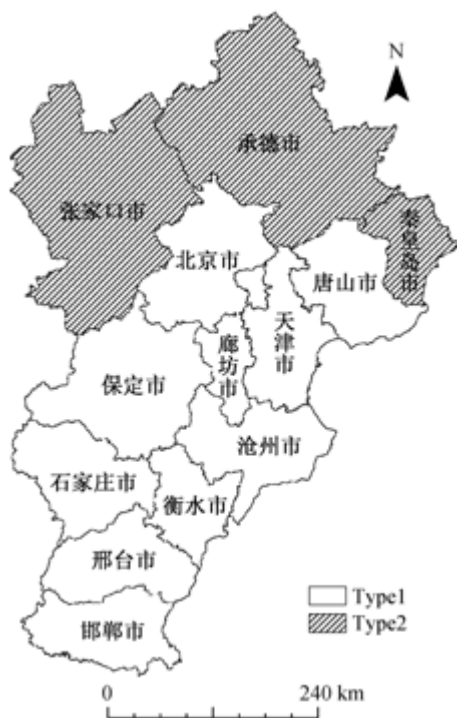 N
承德市
张家口市
秦皇岛市
北京市
唐山市
天津市
廊坊市
保定市
沧州市
石家庄市
衡水市
邢台市
Type1
Type2
邯郸市
0
240 km